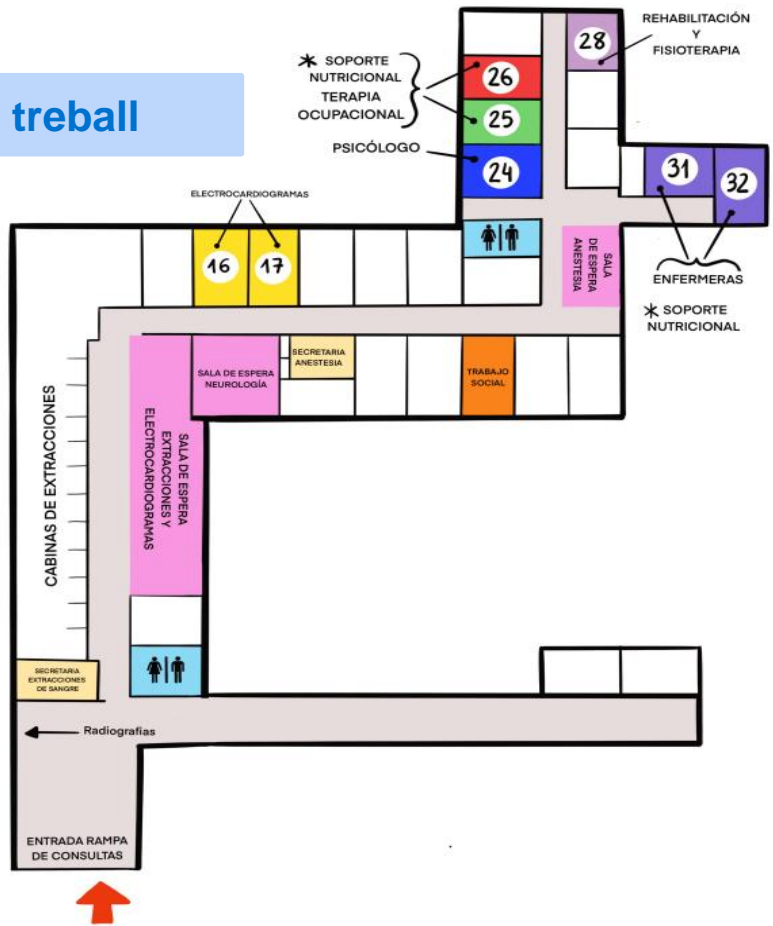 treball
REHABILITACIÓN
Y
FISIOTERAPIA
28
* SOPORTE
NUTRICIONAL
TERAPIA
OCUPACIONAL
26
25
PSICÓLOGO
24
31
32
ELECTROCARDIOGRAMAS
16
17
SALA
DE ESPERA
ANESTESIA
ENFERMERAS
* SOPORTE
NUTRICIONAL
SALA DE ESPERA
NEUROLOGÍA
SECRETARIA
ANESTESIA
TRABAJO
SOCIAL
CABINAS DE EXTRACCIONES
SALA DE ESPERA
EXTRACCIONES Y
ELECTROCARDIOGRAMAS
SECRETARIA
EXTRACCIONES
DE SANGRE
Radiografias
ENTRADA RAMPA
DE CONSULTAS